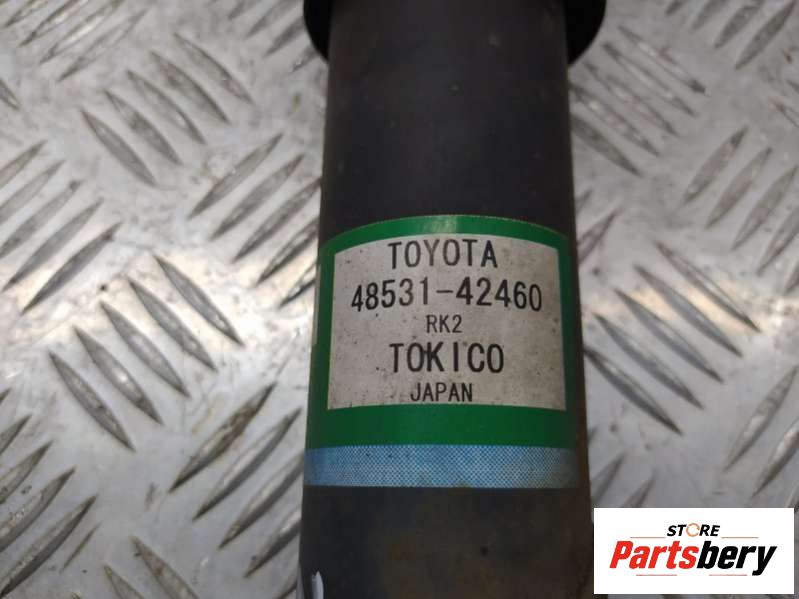 TOYOTA
48531-42460
RK2
TOKICO
JAPAN
STORE
Partsbery